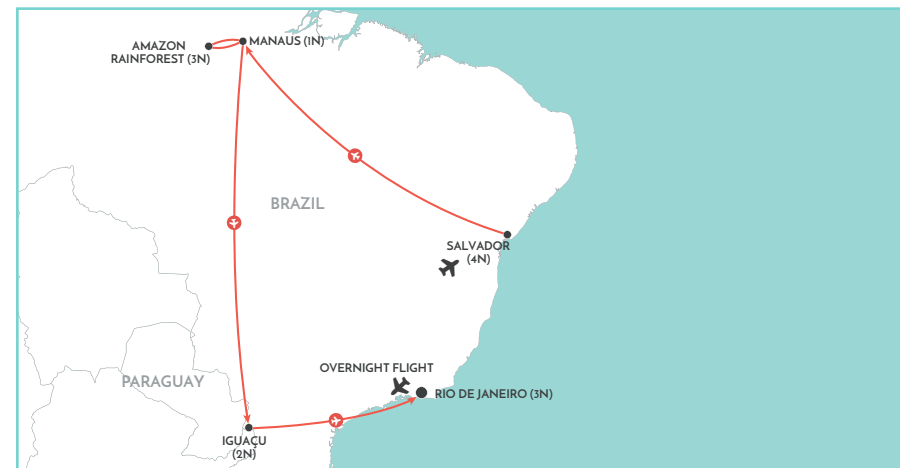 AMAZON
RAINFOREST (3N)
MANAUS (1N)
BRAZIL
SALVADOR
(4N)
OVERNIGHT FLIGHT
PARAGUAY
RIO DE JANEIRO (3N)
IGUAÇU
(2N)